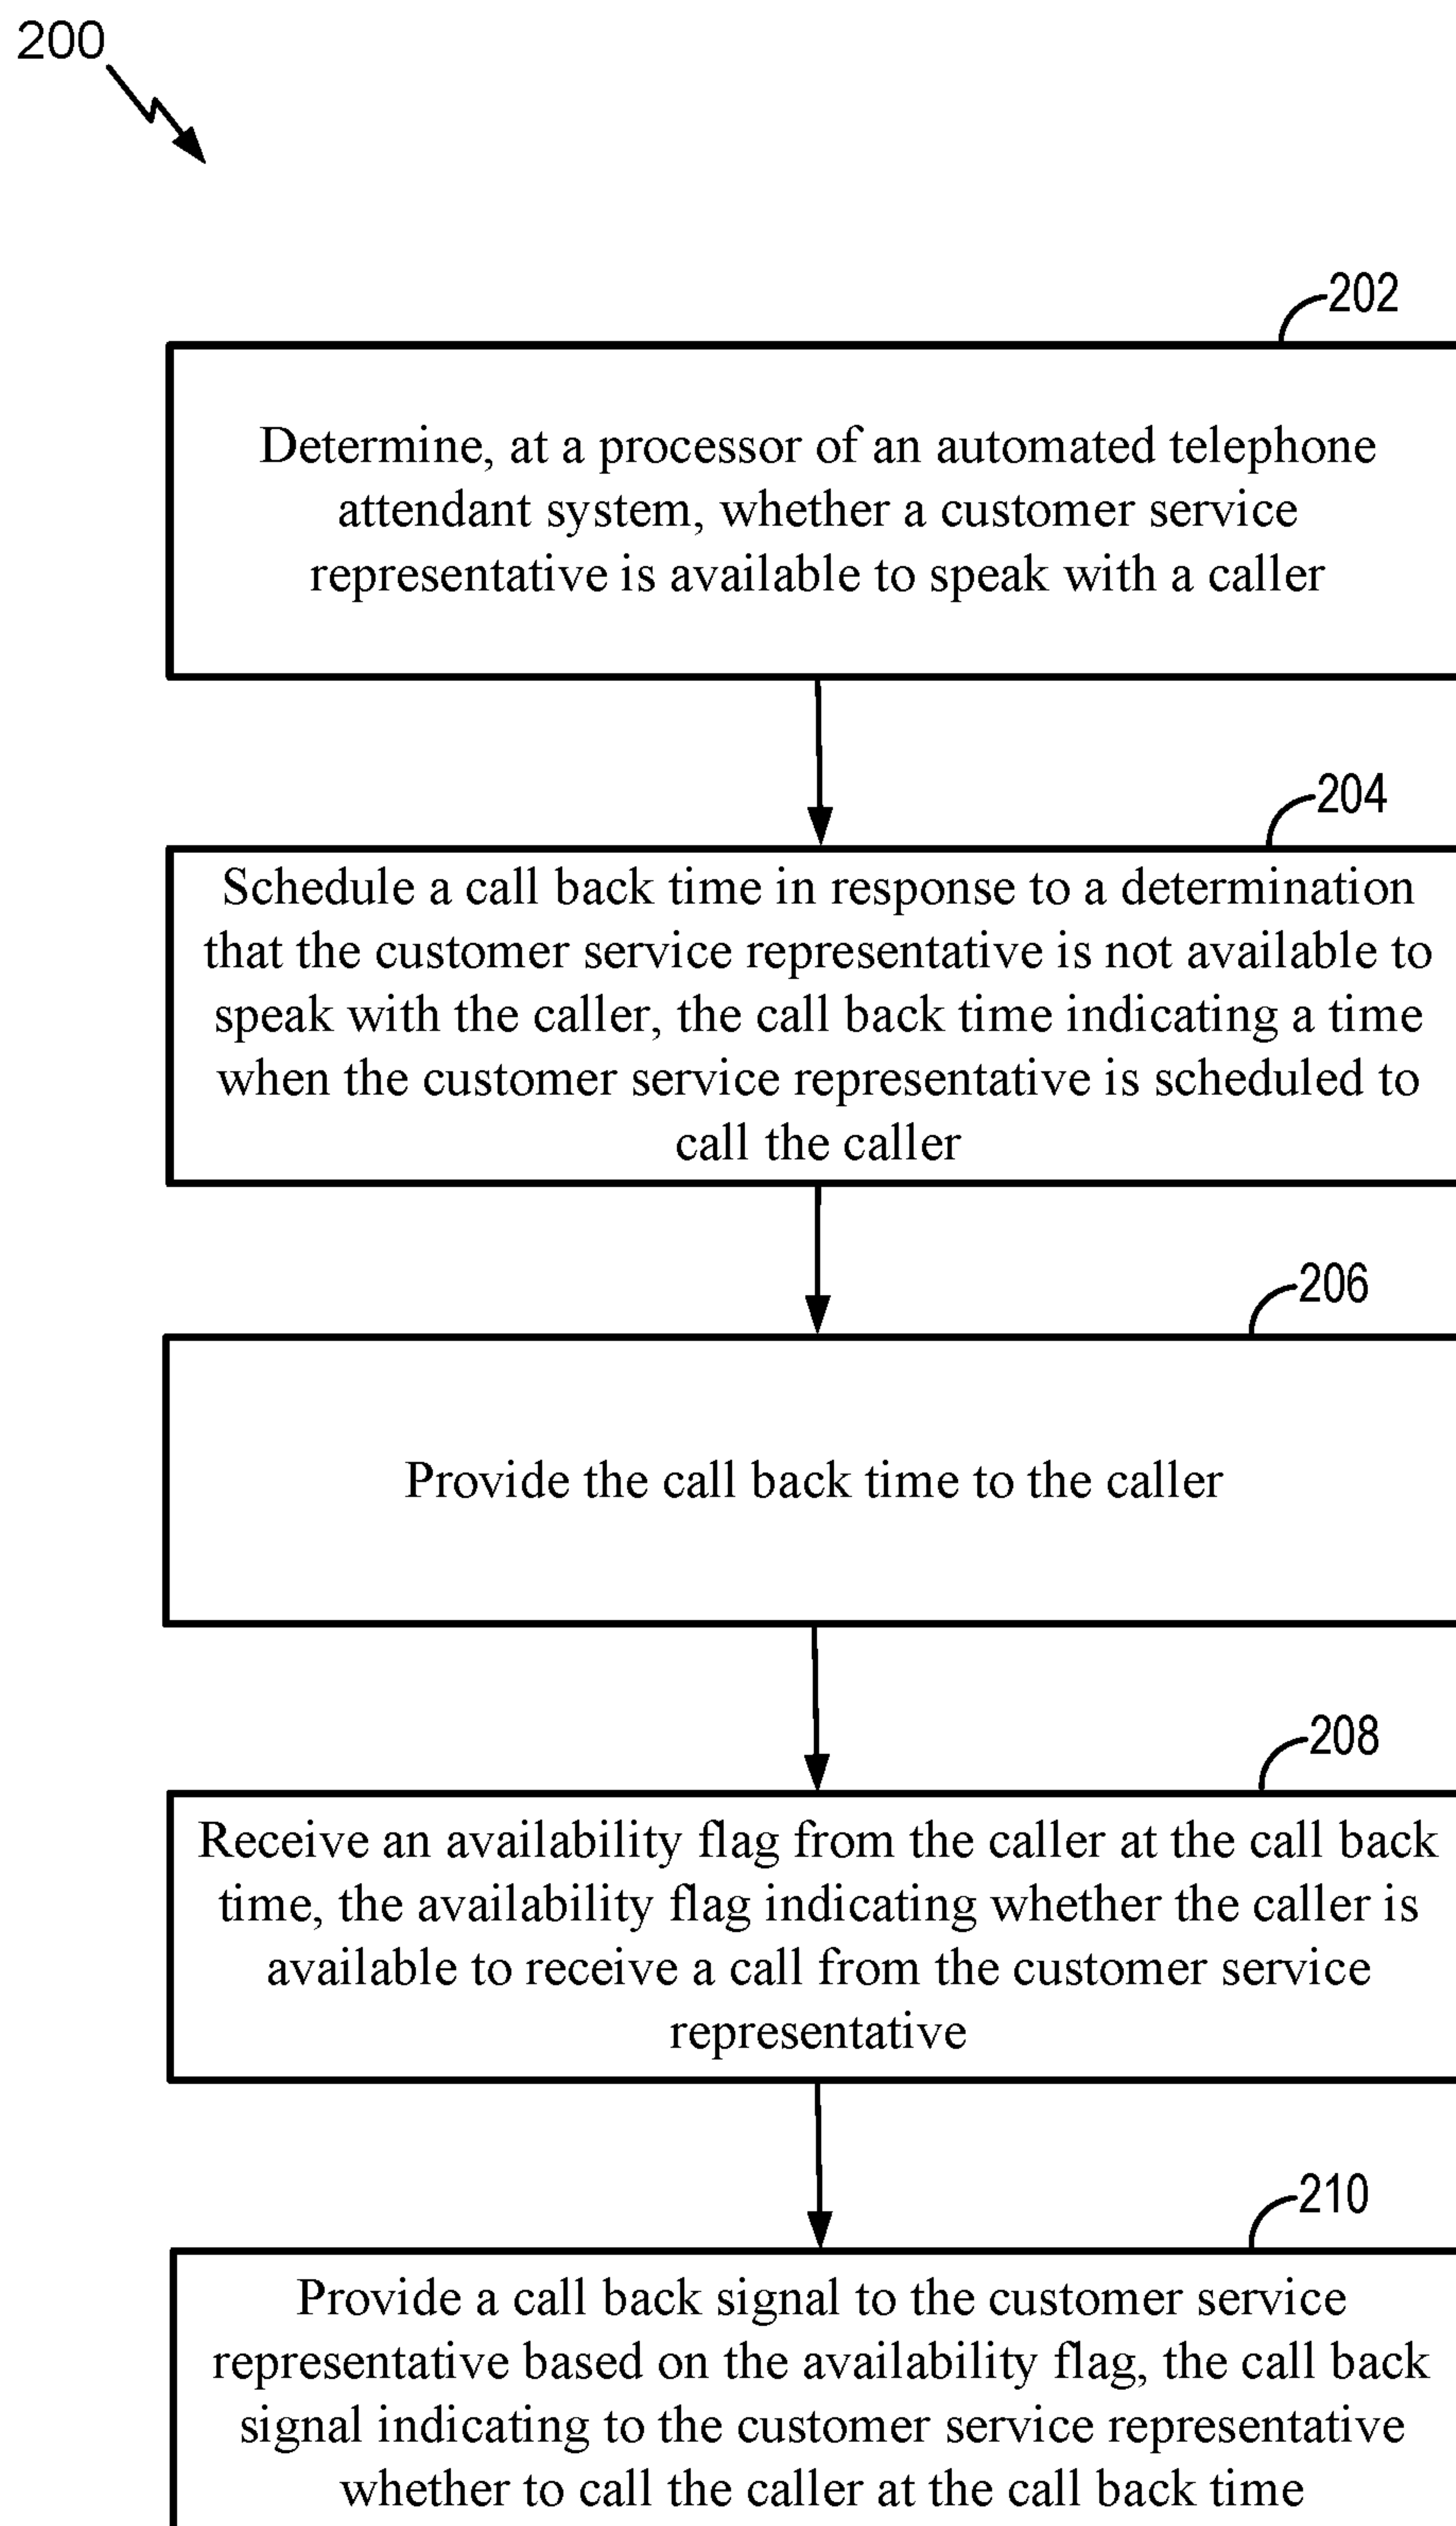 200
202
Determine, at a processor of an automated telephone
attendant system, whether a customer service
representative is available to speak with a caller
204
Schedule a call back time in response to a determination
that the customer service representative is not available to
speak with the caller, the call back time indicating a time
when the customer service representative is scheduled to
call the caller
206
Provide the call back time to the caller
208
Receive an availability flag from the caller at the call back
time, the availability flag indicating whether the caller is
available to receive a call from the customer service
representative
210
Provide a call back signal to the customer service
representative based on the availability flag, the call back
signal indicating to the customer service representative
whether to call the caller at the call back time